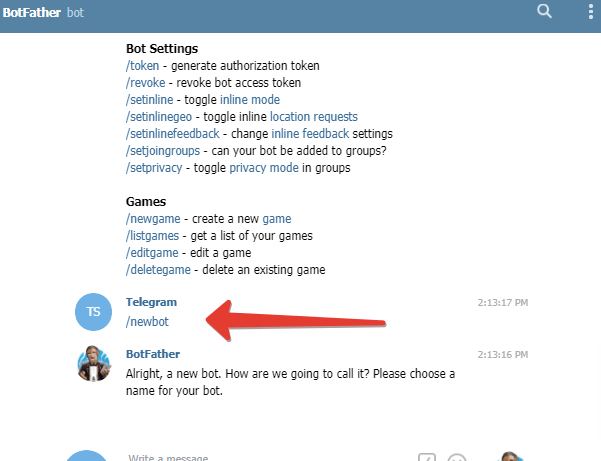 BotFather bot
Bot Settings
/token - generate authorization token
/revoke - revoke bot access token
/setinline - toggle inline mode
/setinlinegeo - toggle inline location requests
/setinlinefeedback - change inline feedback settings
/setjoingroups - can your bot be added to groups?
/setprivacy - toggle privacy mode in groups
Games
/newgame - create a new game
/listgames - get a list of your games
/editgame - edit a game
/deletegame - delete an existing game
Telegram 2:13:17 PM
TS
/newbot
BotFather 2:13:16 PM
Alright, a new bot. How are we going to call it? Please choose a
name for your bot.
Write a message